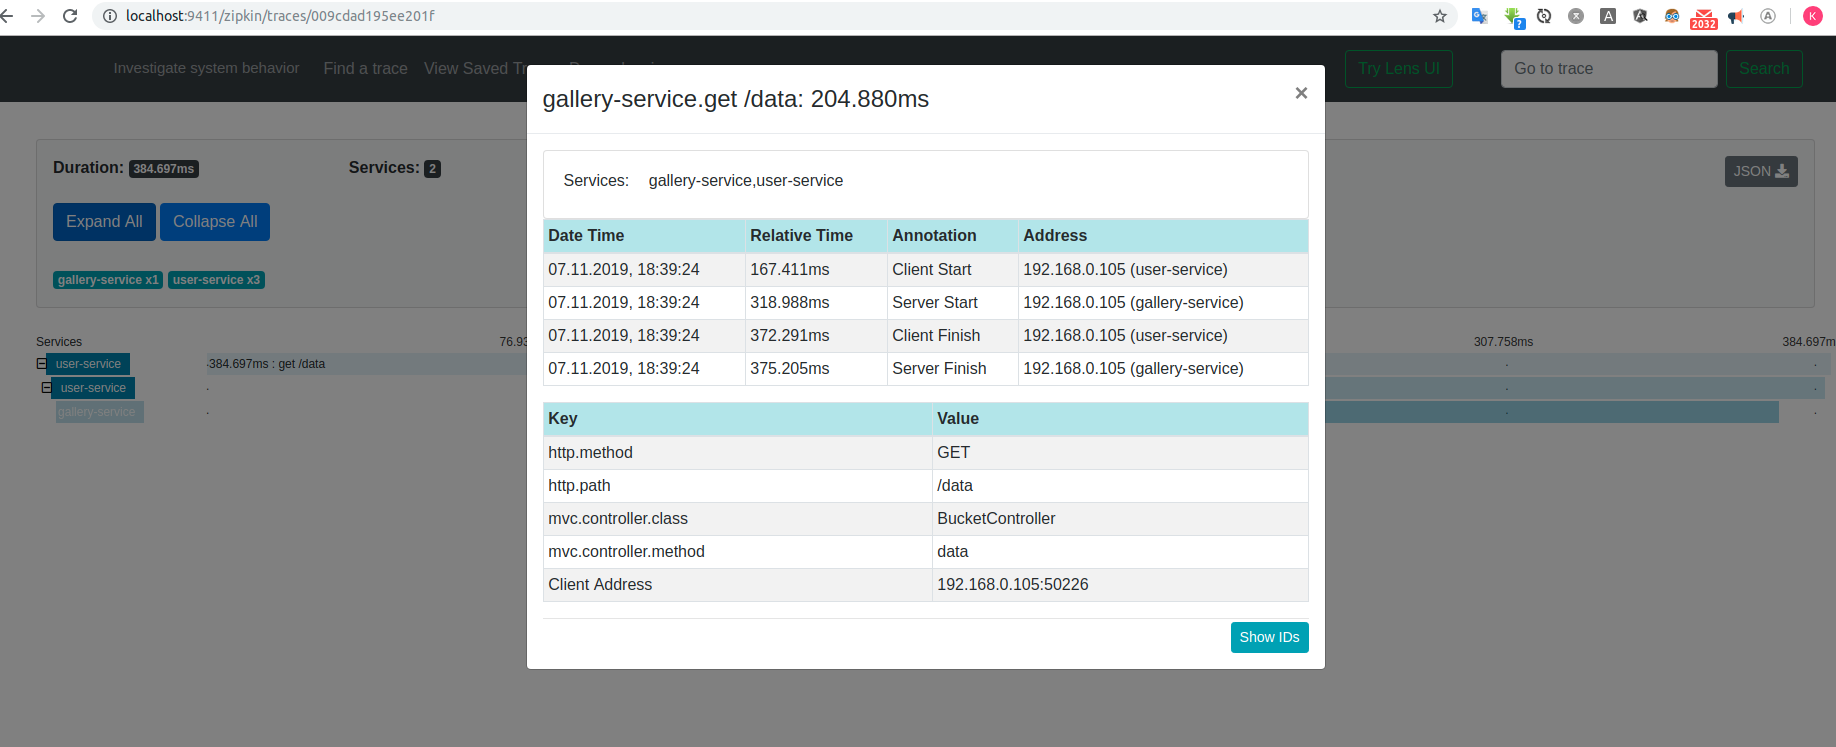 localhost:9411/zipkin/traces/009cdad195ee201f
2032
K
Investigate system behavior Find a trace View Saved
Try Lens UI Go to trace Search
gallery-service.get /data: 204.880ms ×
Duration: 384.697ms Services: 2
JSON
Services: gallery-service,user-service
Expand All Collapse All
gallery-service x1 user-service x3
Date Time Relative Time Annotation Address
07.11.2019, 18:39:24 167.411ms Client Start 192.168.0.105 (user-service)
07.11.2019, 18:39:24 318.988ms Server Start 192.168.0.105 (gallery-service)
07.11.2019, 18:39:24 372.291ms Client Finish 192.168.0.105 (user-service)
07.11.2019, 18:39:24 375.205ms Server Finish 192.168.0.105 (gallery-service)
Services 307.758ms
user-service 384.697ms : get /data
user-service
gallery-service
Key Value
http.method GET
http.path /data
mvc.controller.class BucketController
mvc.controller.method data
Client Address 192.168.0.105:50226
Show IDs